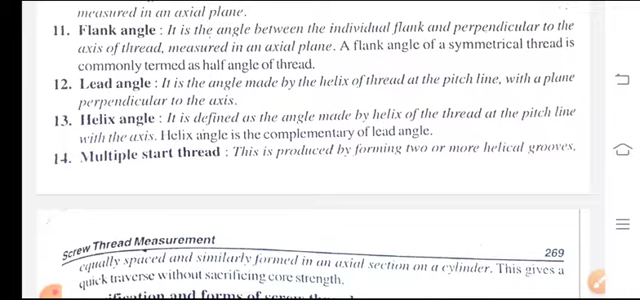 measured in an axial plane.
11. Flank angle : It is the angle between the individual flank and perpendicular to the
axis of thread, measured in an axial plane. A flank angle of a symmetrical thread is
commonly termed as half angle of thread.
12. Lead angle : It is the angle made by the helix of thread at the pitch line, with a plane
perpendicular to the axis.
13. Helix angle : It is defined as the angle made by helix of the thread at the pitch line
with the axis. Helix angle is the complementary of lead angle.
14. Multiple start thread : This is produced by forming two or more helical grooves,
Screw Thread Measurement 269
equally spaced and similarly formed in an axial section on a cylinder. This gives a
quick traverse without sacrificing core strength.
and forms of